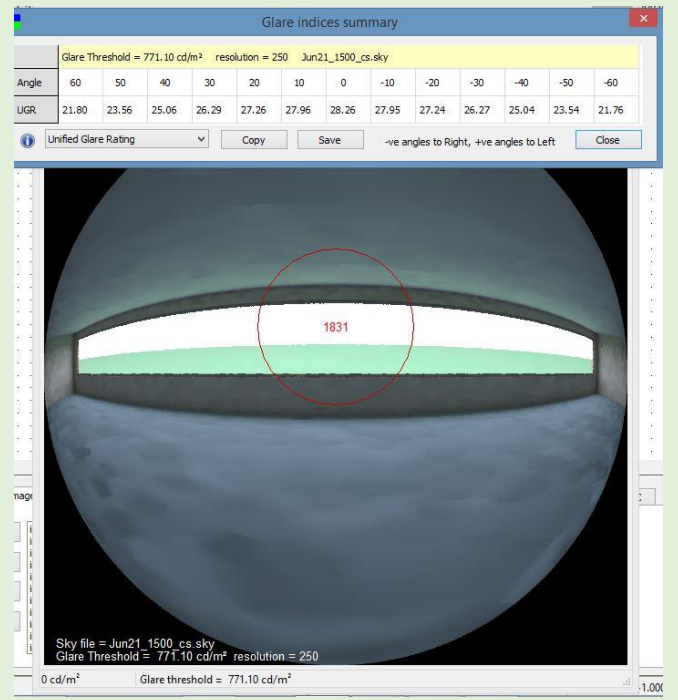 Glare indices summary
Glare Threshold = 771.10 cd/m² resolution = 250 Jun21_1500_cs.sky
Angle 60 50 40 30 20 10 0 -10 -20 -30 -40 -50 -60
UGR 21.80 23.56 25.06 26.29 27.26 27.96 28.26 27.95 27.24 26.27 25.04 23.54 21.76
Unified Glare Rating Copy Save -ve angles to Right, +ve angles to Left Close
1831
Sky file = Jun21_1500_cs.sky
Glare Threshold = 771.10 cd/m² resolution = 250
0 cd/m² Glare threshold = 771.10 cd/m²